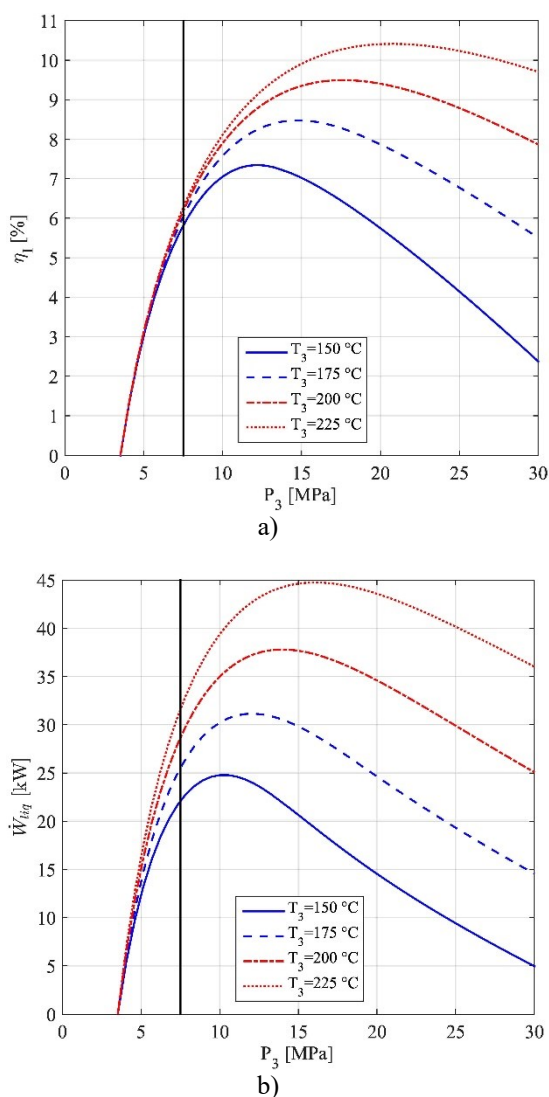 11
10
9
8
7
6
5
4
3
2
1
0
η_I [%]
T_3=150 °C
T_3=175 °C
T_3=200 °C
T_3=225 °C
0 5 10 15 20 25 30
P_3 [MPa]
a)
45
40
35
30
25
20
15
10
5
0
Ẇ_liq [kW]
T_3=150 °C
T_3=175 °C
T_3=200 °C
T_3=225 °C
0 5 10 15 20 25 30
P_3 [MPa]
b)